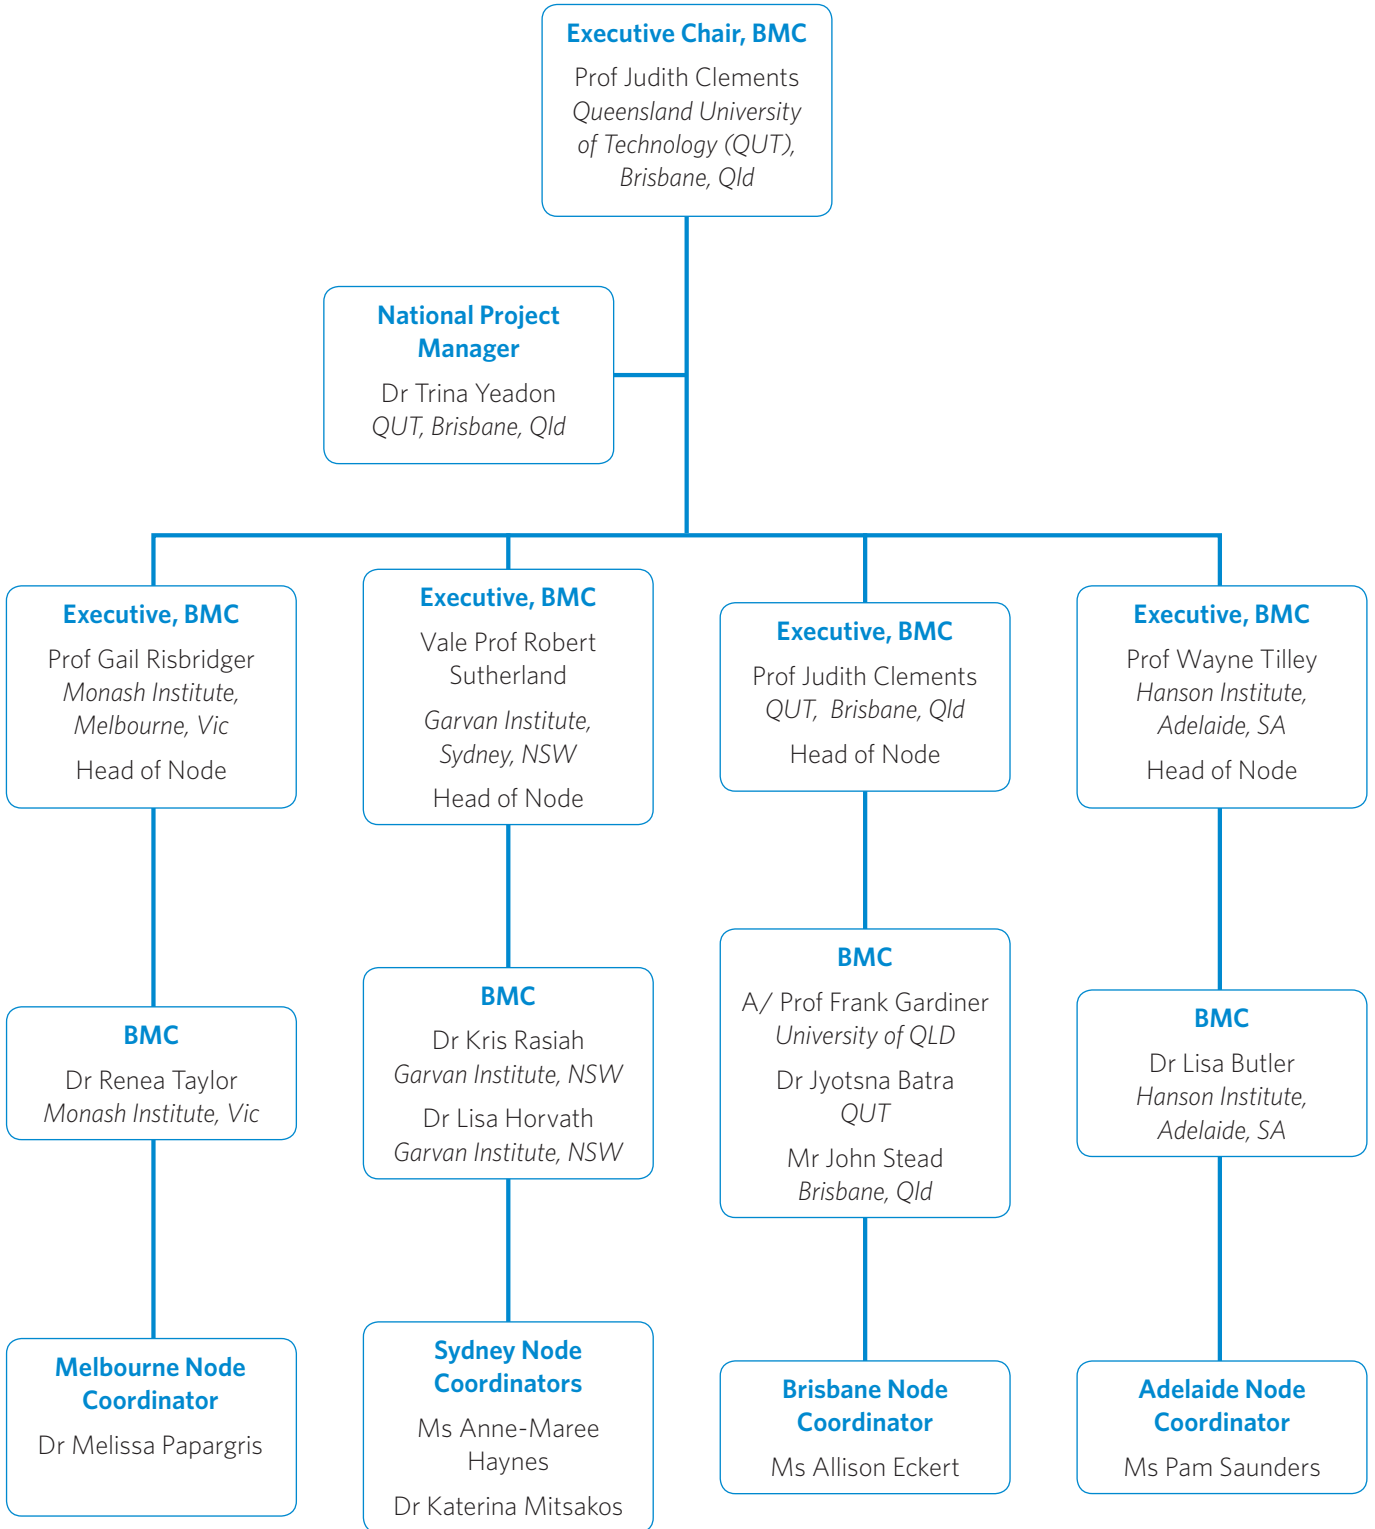 Executive Chair, BMC
Prof Judith Clements
Queensland University
of Technology (QUT),
Brisbane, Qld
National Project
Manager
Dr Trina Yeadon
QUT, Brisbane, Qld
Executive, BMC
Prof Gail Risbridger
Monash Institute,
Melbourne, Vic
Head of Node
Executive, BMC
Vale Prof Robert
Sutherland
Garvan Institute,
Sydney, NSW
Head of Node
Executive, BMC
Prof Judith Clements
QUT, Brisbane, Qld
Head of Node
Executive, BMC
Prof Wayne Tilley
Hanson Institute,
Adelaide, SA
Head of Node
BMC
Dr Renea Taylor
Monash Institute, Vic
BMC
Dr Kris Rasiah
Garvan Institute, NSW
Dr Lisa Horvath
Garvan Institute, NSW
BMC
A/ Prof Frank Gardiner
University of QLD
Dr Jyotsna Batra
QUT
Mr John Stead
Brisbane, Qld
BMC
Dr Lisa Butler
Hanson Institute,
Adelaide, SA
Melbourne Node
Coordinator
Dr Melissa Papargris
Sydney Node
Coordinators
Ms Anne-Maree
Haynes
Dr Katerina Mitsakos
Brisbane Node
Coordinator
Ms Allison Eckert
Adelaide Node
Coordinator
Ms Pam Saunders